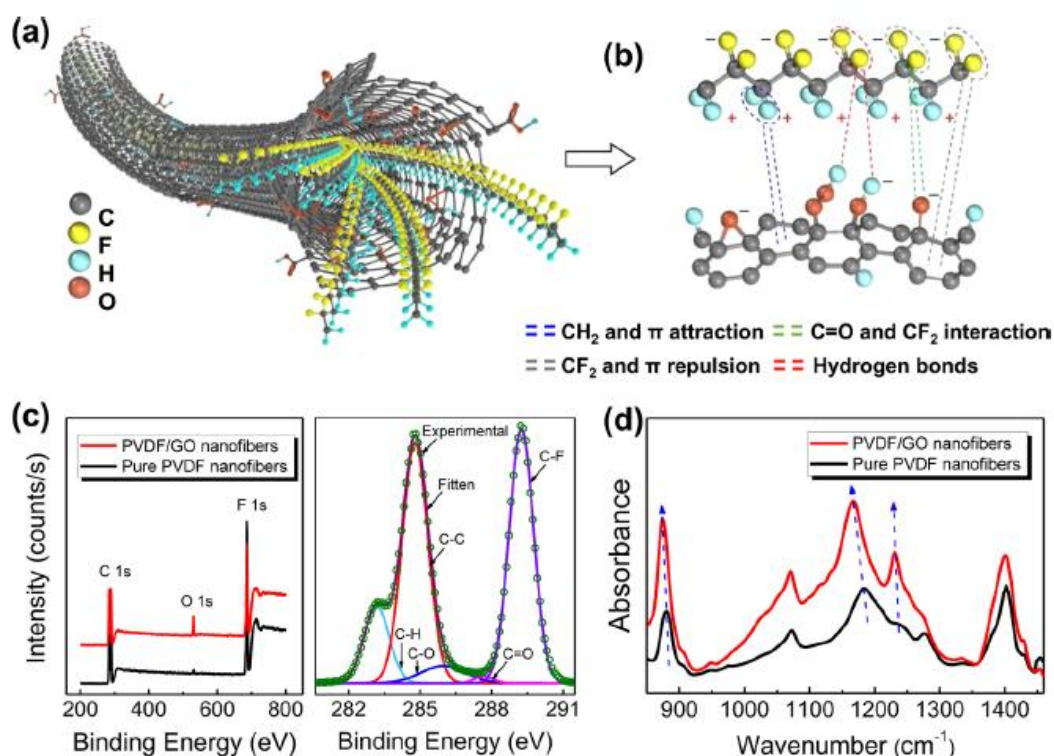 (a)
C
F
H
O
(b)
− − − − −
+ + + + +
− − −
CH₂ and π attraction
C=O and CF₂ interaction
CF₂ and π repulsion
Hydrogen bonds
(c)
Intensity (counts/s)
PVDF/GO nanofibers
Pure PVDF nanofibers
F 1s
C 1s
O 1s
200 400 600 800
Binding Energy (eV)
Experimental
C-F
Fitten
C-C
C-H
C-O
C=O
282 285 288 291
Binding Energy (eV)
(d)
Absorbance
PVDF/GO nanofibers
Pure PVDF nanofibers
900 1000 1100 1200 1300 1400
Wavenumber (cm⁻¹)